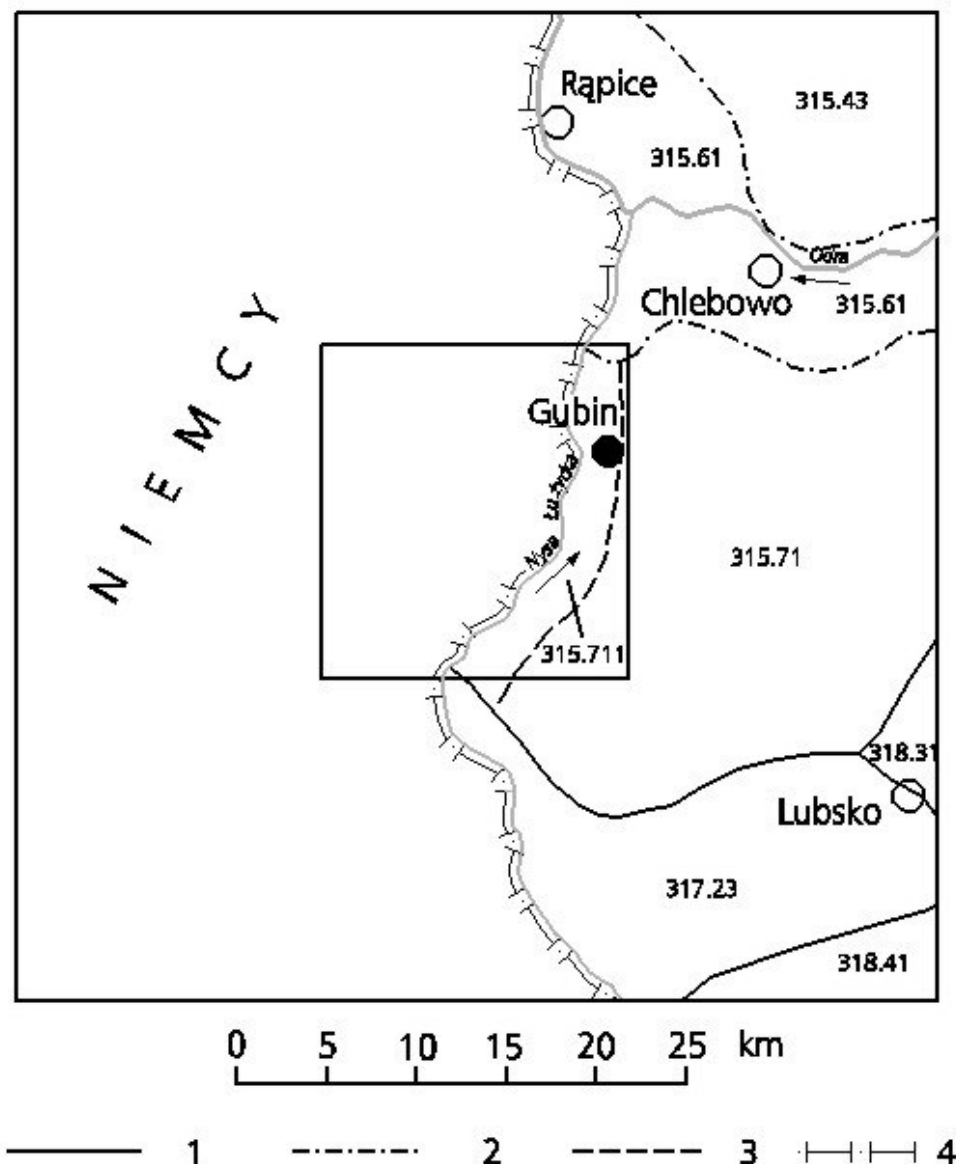 Rąpice
315.43
315.61
Odra
Chlebowo
315.61
NIEMCY
Gubin
Nysa Łużycka
315.71
315.711
318.31
Lubsko
317.23
318.41
0 5 10 15 20 25 km
1 2 3 4